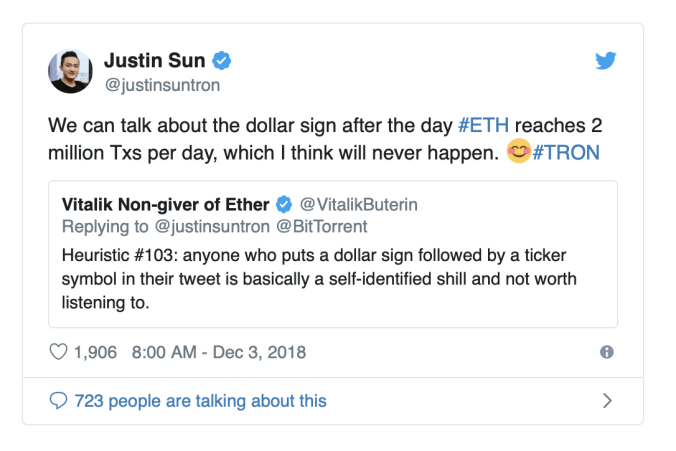 Justin Sun
@justinsuntron
We can talk about the dollar sign after the day #ETH reaches 2
million Txs per day, which I think will never happen. 😊#TRON
Vitalik Non-giver of Ether @VitalikButerin
Replying to @justinsuntron @BitTorrent
Heuristic #103: anyone who puts a dollar sign followed by a ticker
symbol in their tweet is basically a self-identified shill and not worth
listening to.
1,906 8:00 AM - Dec 3, 2018
723 people are talking about this